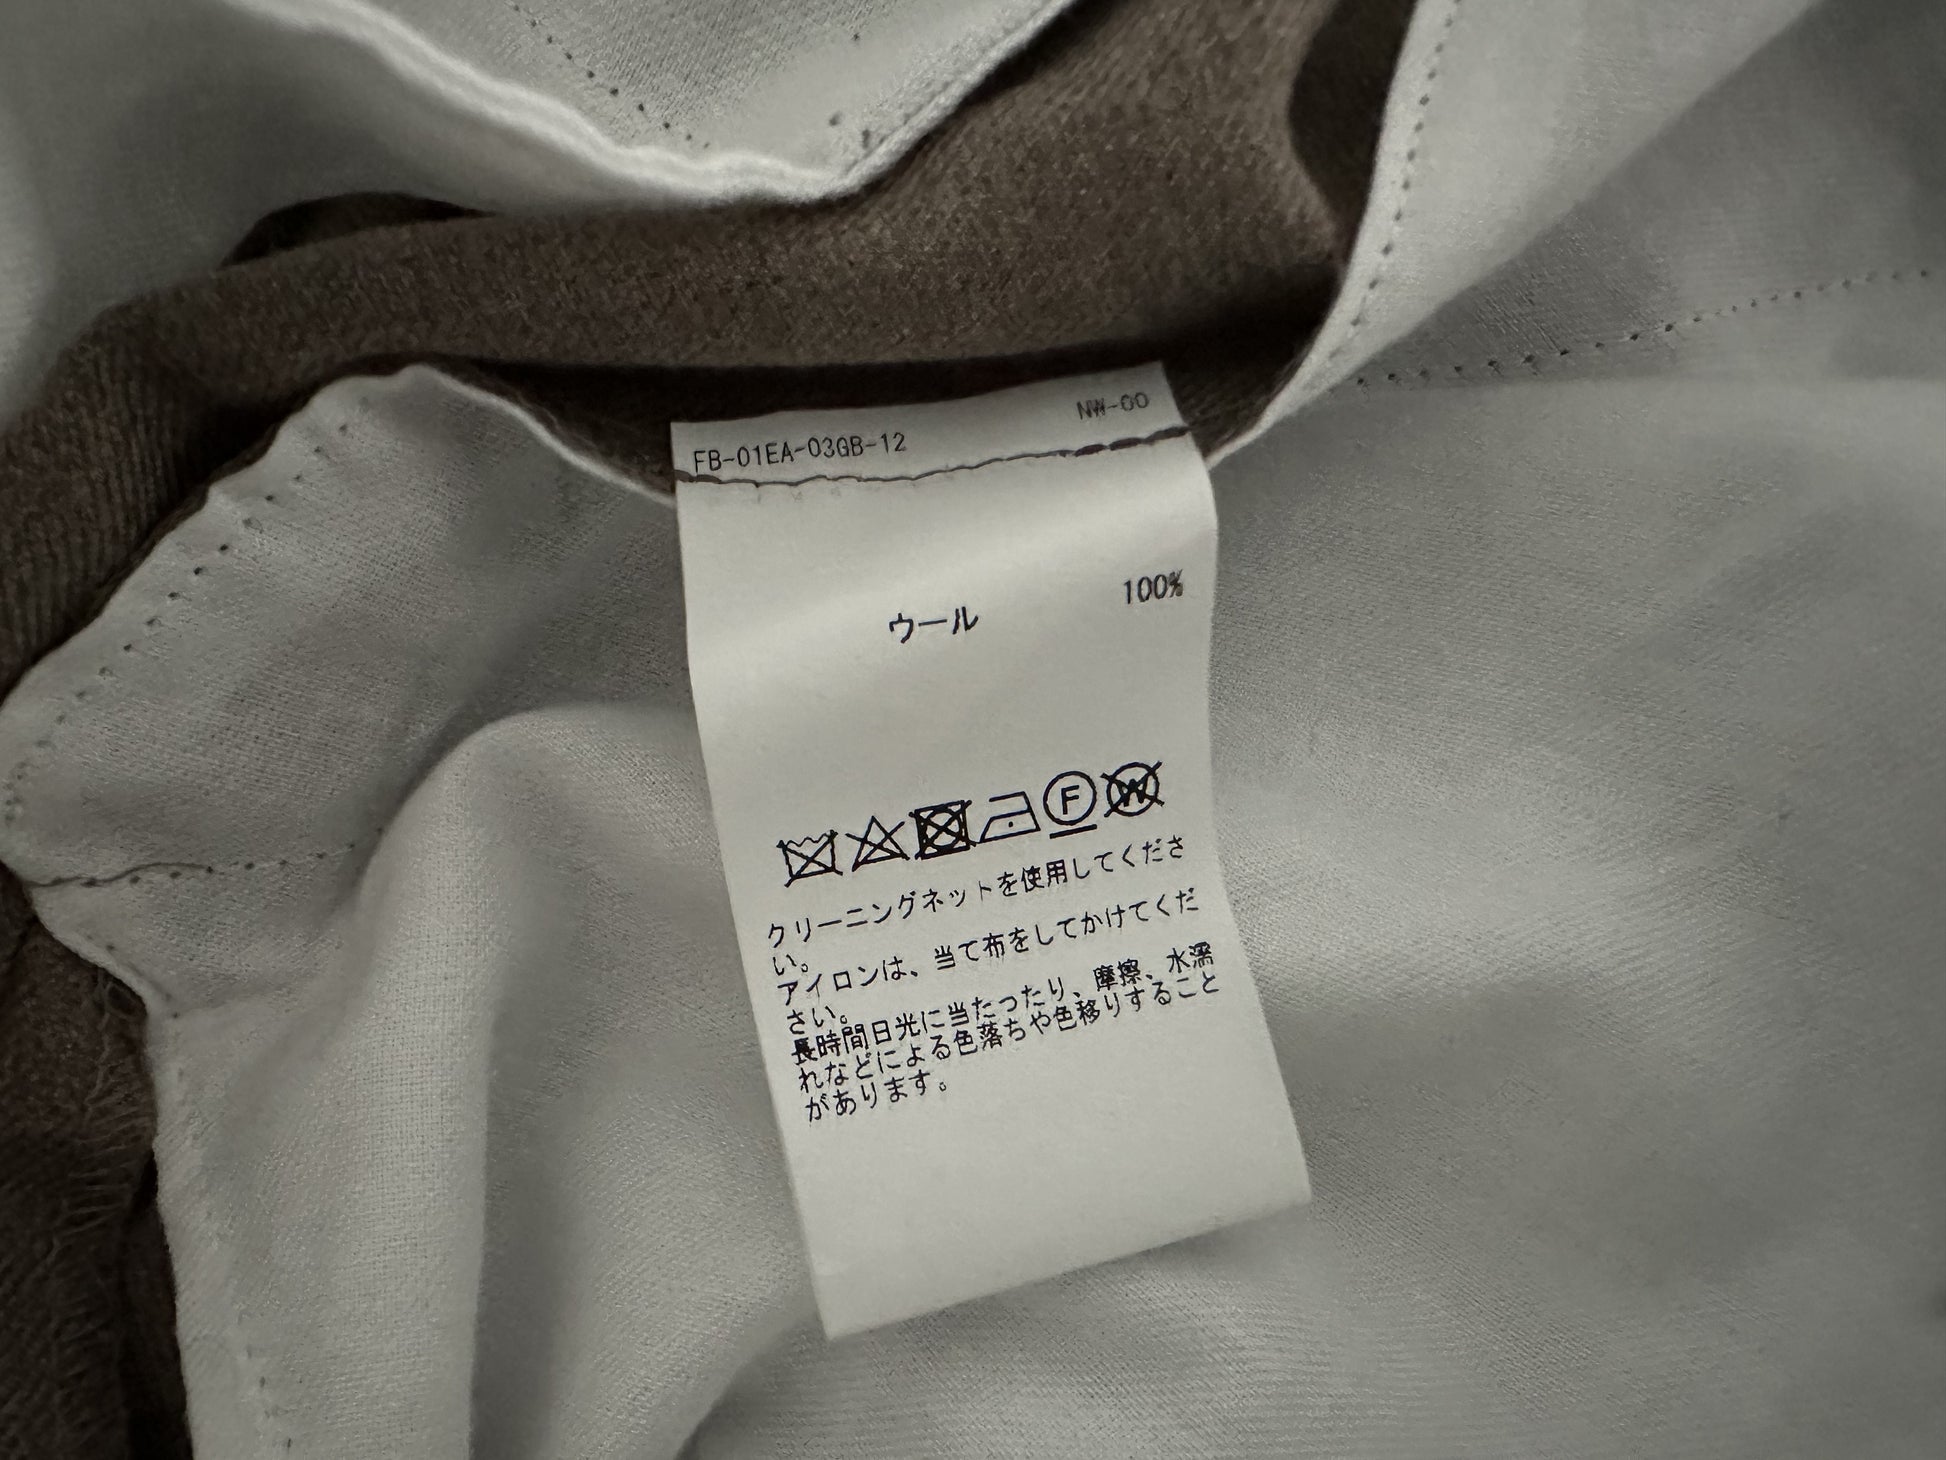 FB-01EA-03GB-12 NW-00
ウール 100%
F W
クリーニングネットを使用してくださ
い。
アイロンは、当て布をしてかけてくだ
さい。
長時間日光に当たったり、摩擦、水濡
れなどによる色落ちや色移りすること
があります。